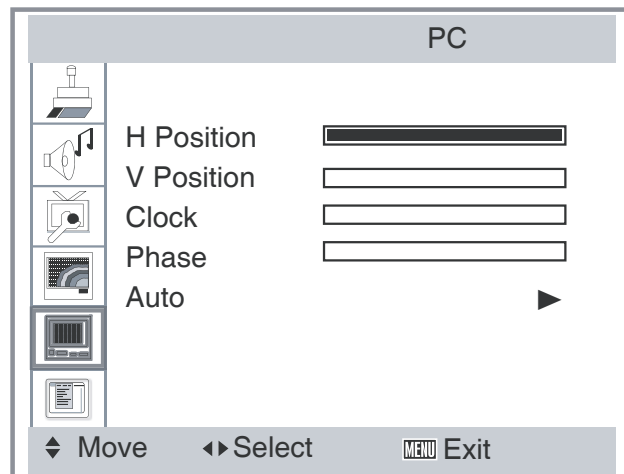 PC
H Position
V Position
Clock
Phase
Auto
Move Select MENU Exit